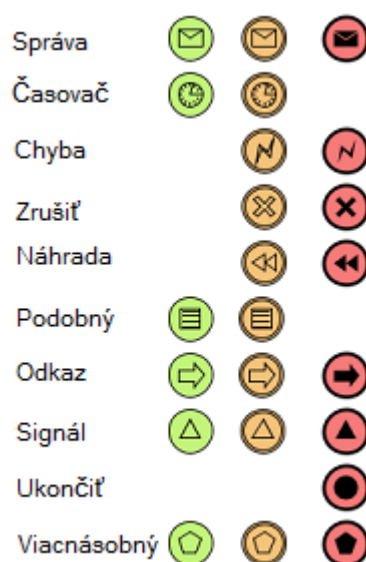 Správa
Časovač
Chyba
Zrušiť
Náhrada
Podobný
Odkaz
Signál
Ukončiť
Viacnásobný